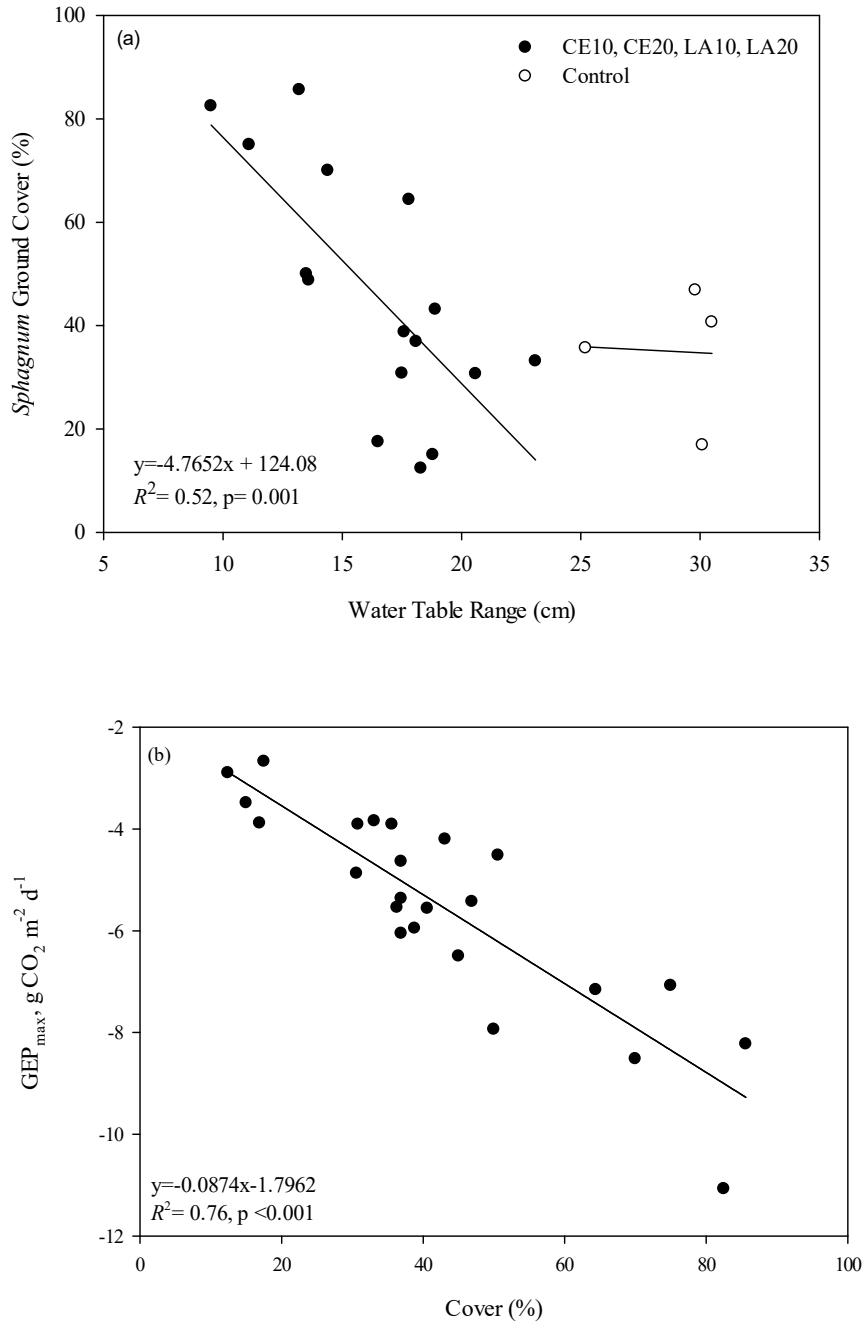 (a)
CE10, CE20, LA10, LA20
Control
100
80
60
40
20
0
Sphagnum Ground Cover (%)
y=-4.7652x + 124.08
R²= 0.52, p= 0.001
5 10 15 20 25 30 35
Water Table Range (cm)
(b)
-2
-4
-6
-8
-10
-12
GEPmax, g CO₂ m⁻² d⁻¹
y=-0.0874x-1.7962
R²= 0.76, p <0.001
0 20 40 60 80 100
Cover (%)